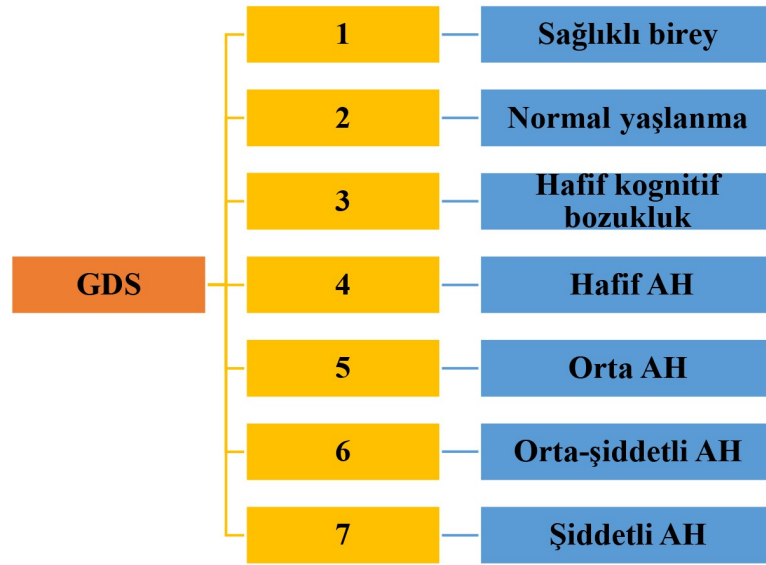 1
Sağlıklı birey
2
Normal yaşlanma
3
Hafif kognitif
bozukluk
GDS
4
Hafif AH
5
Orta AH
6
Orta-şiddetli AH
7
Şiddetli AH